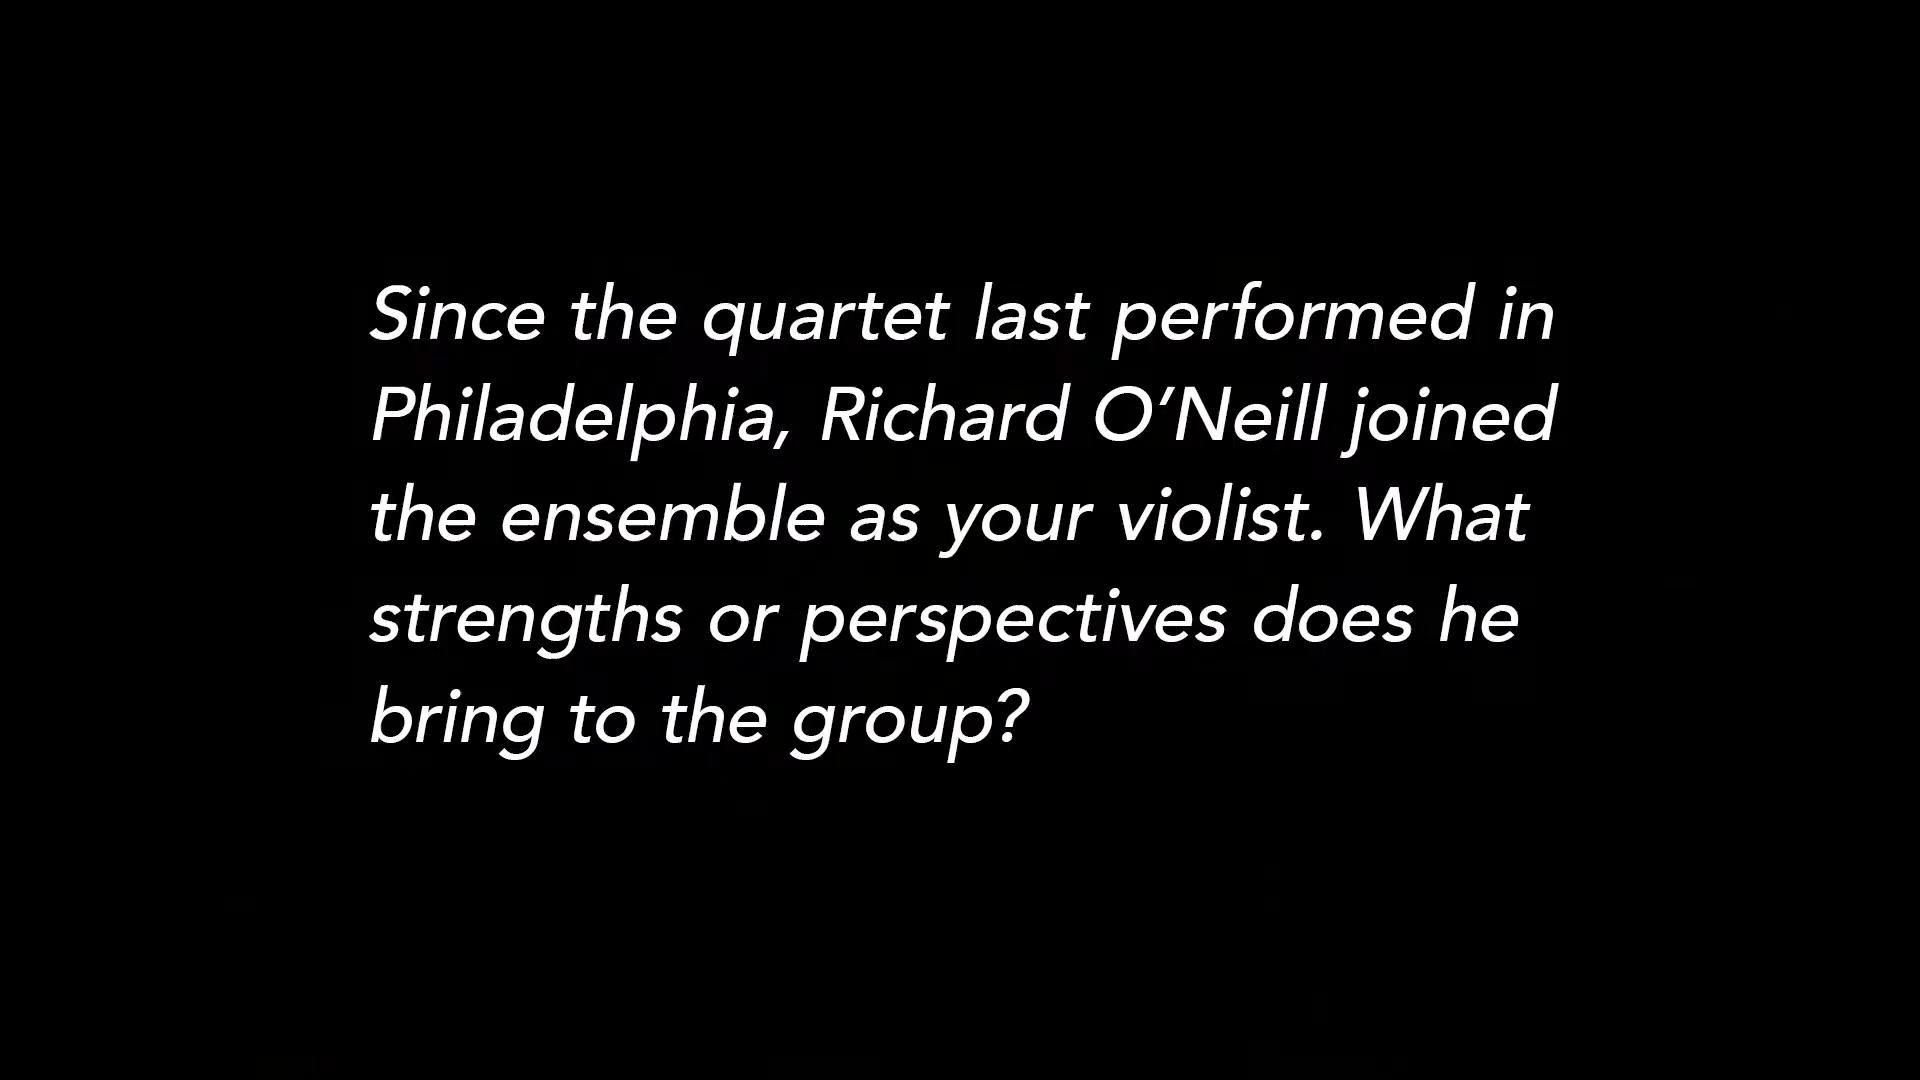 Since the quartet last performed in
Philadelphia, Richard O’Neill joined
the ensemble as your violist. What
strengths or perspectives does he
bring to the group?